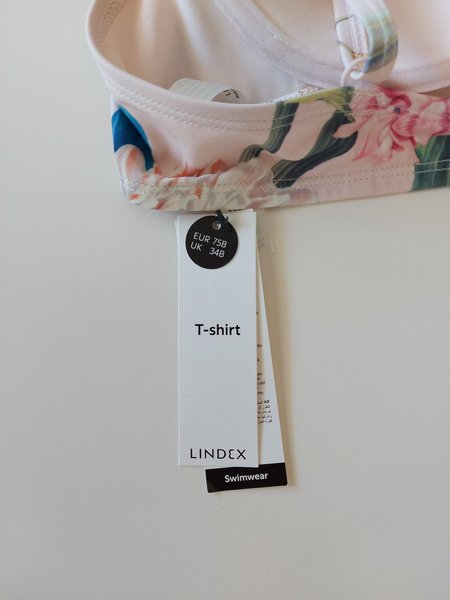 EUR 75B
UK 34B
T-shirt
LINDEX
Swimwear